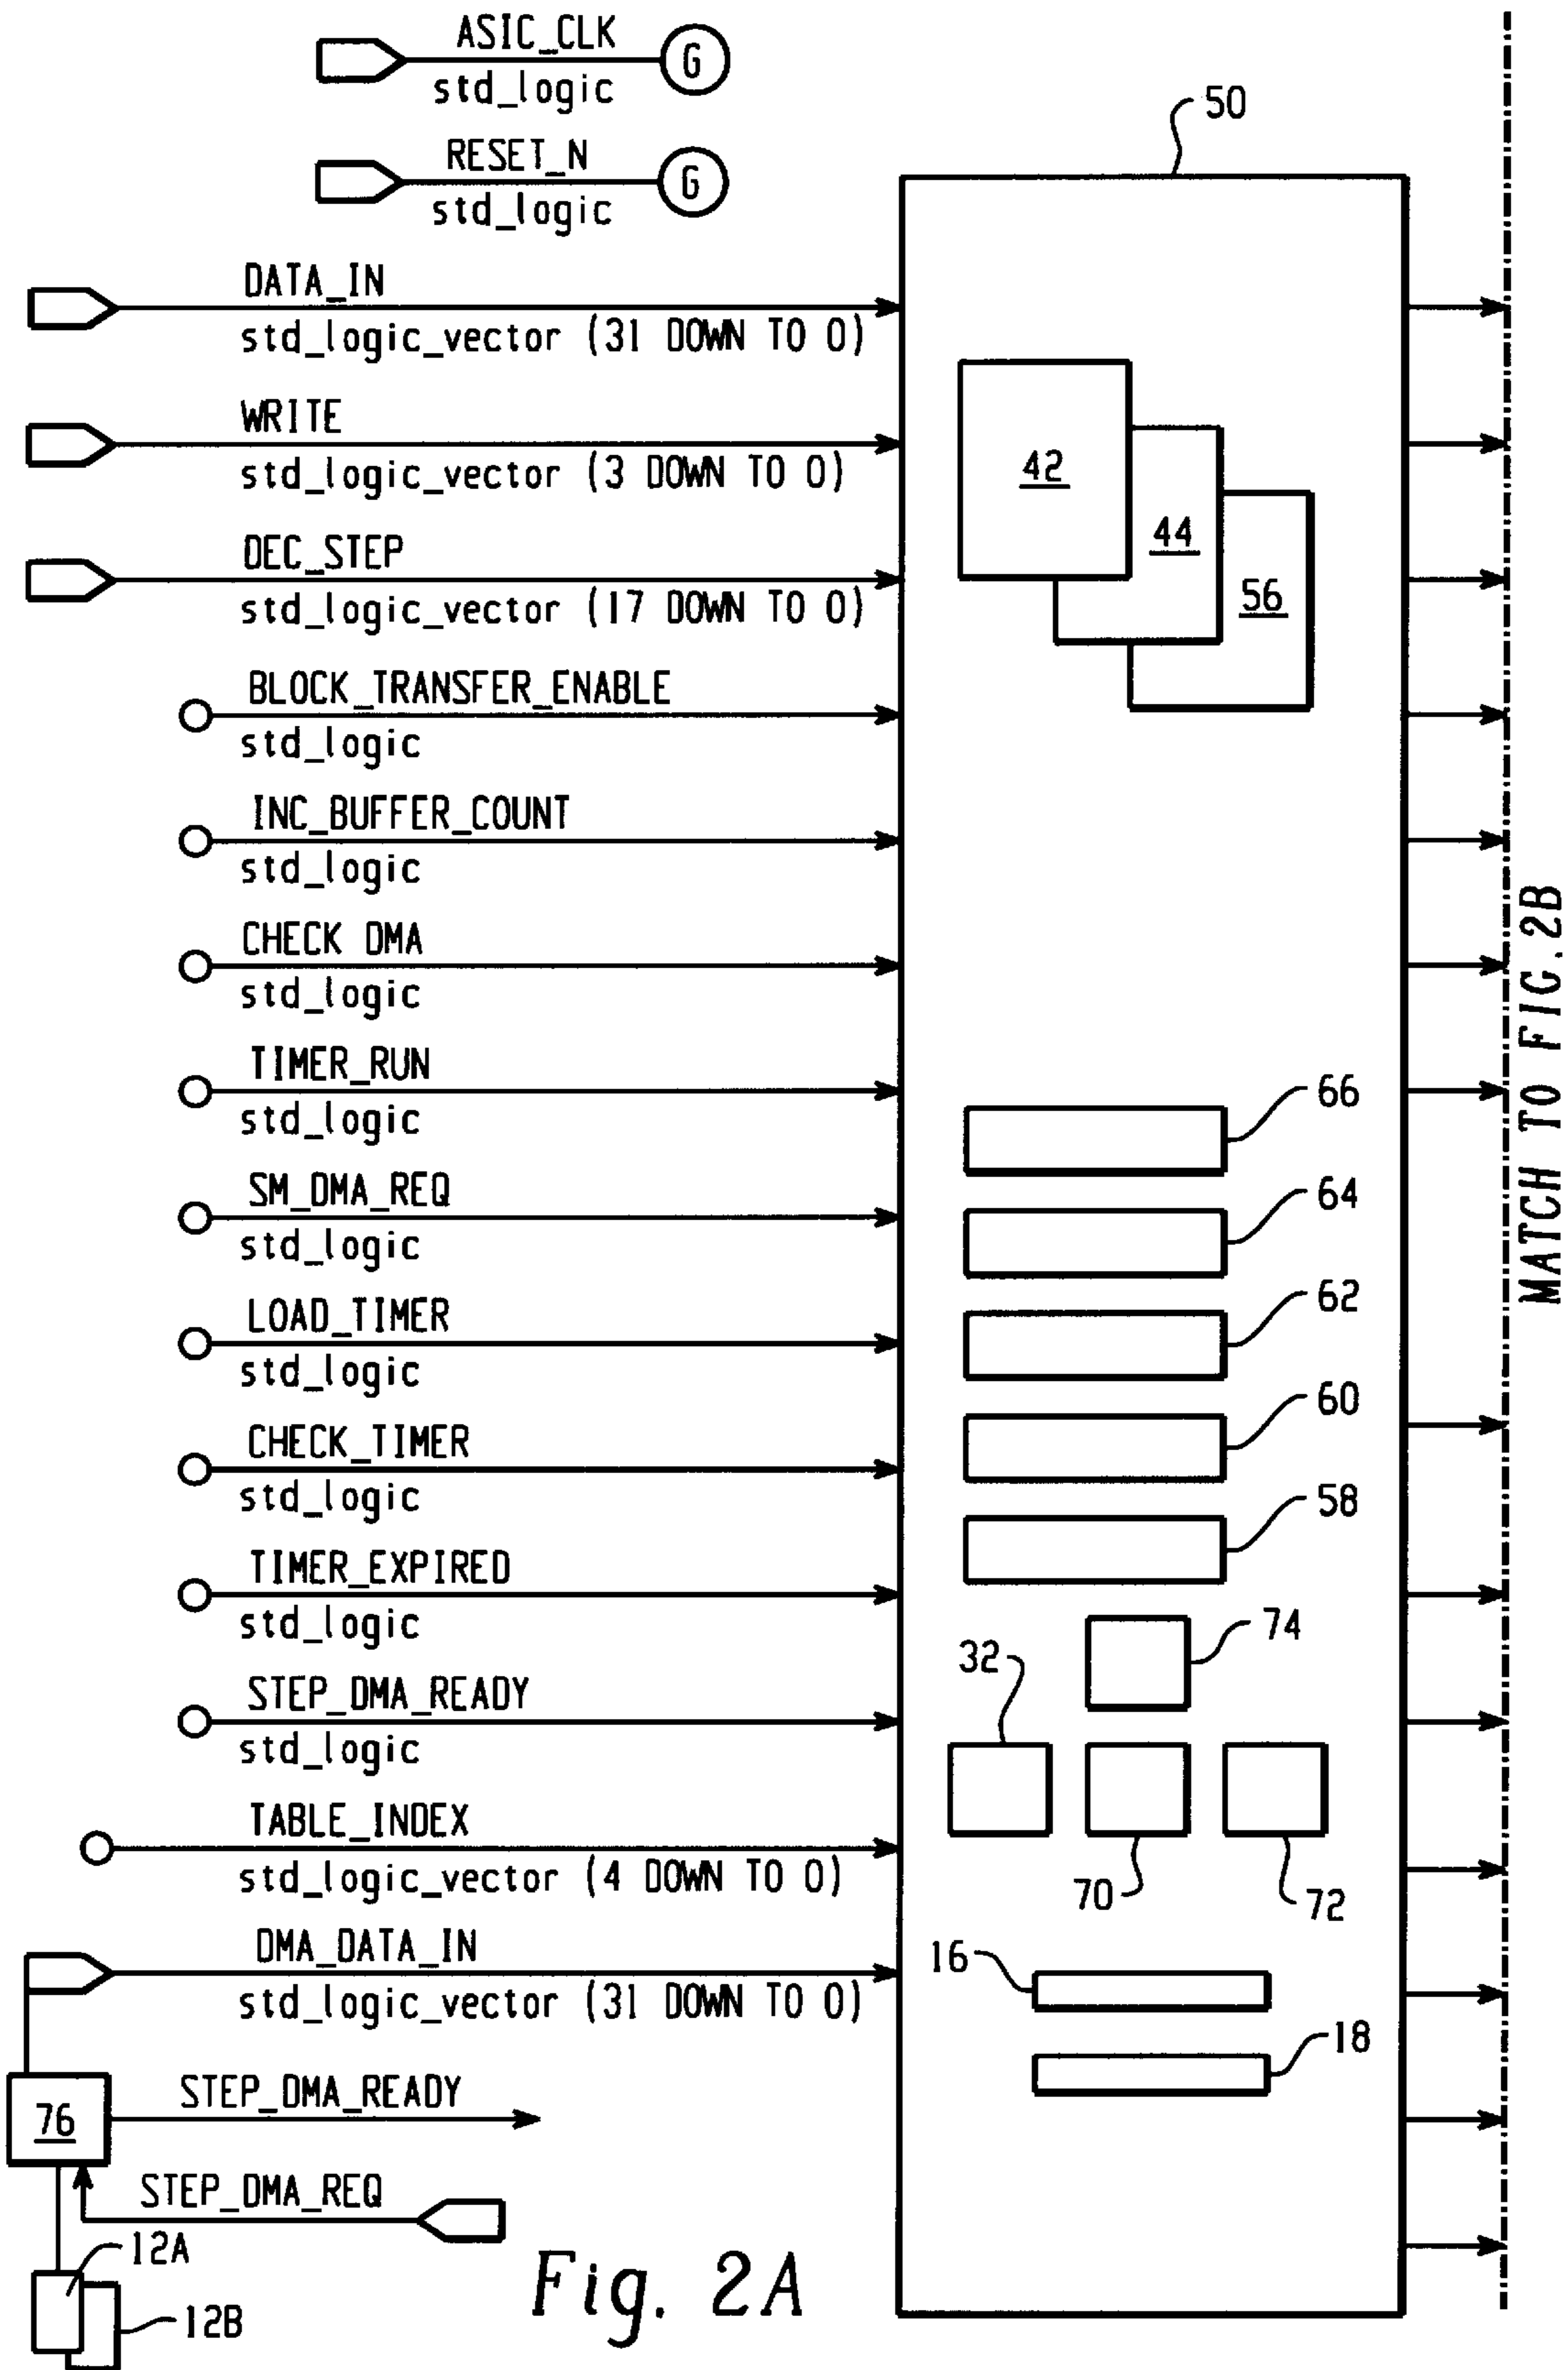 ASIC_CLK
std_logic
G
50
RESET_N
std_logic
G
DATA_IN
std_logic_vector (31 DOWN TO 0)
WRITE
std_logic_vector (3 DOWN TO 0)
42
44
56
DEC_STEP
std_logic_vector (17 DOWN TO 0)
BLOCK_TRANSFER_ENABLE
std_logic
INC_BUFFER_COUNT
std_logic
CHECK DMA
std_logic
TIMER_RUN
std_logic
66
SM_DMA_REQ
std_logic
64
LOAD_TIMER
std_logic
62
CHECK_TIMER
std_logic
60
58
TIMER_EXPIRED
std_logic
74
32
STEP_DMA_READY
std_logic
TABLE_INDEX
std_logic_vector (4 DOWN TO 0)
70
72
DMA_DATA_IN
std_logic_vector (31 DOWN TO 0)
16
18
76
STEP_DMA_READY
STEP_DMA_REQ
12A
12B
Fig. 2A
MATCH TO FIG.2B